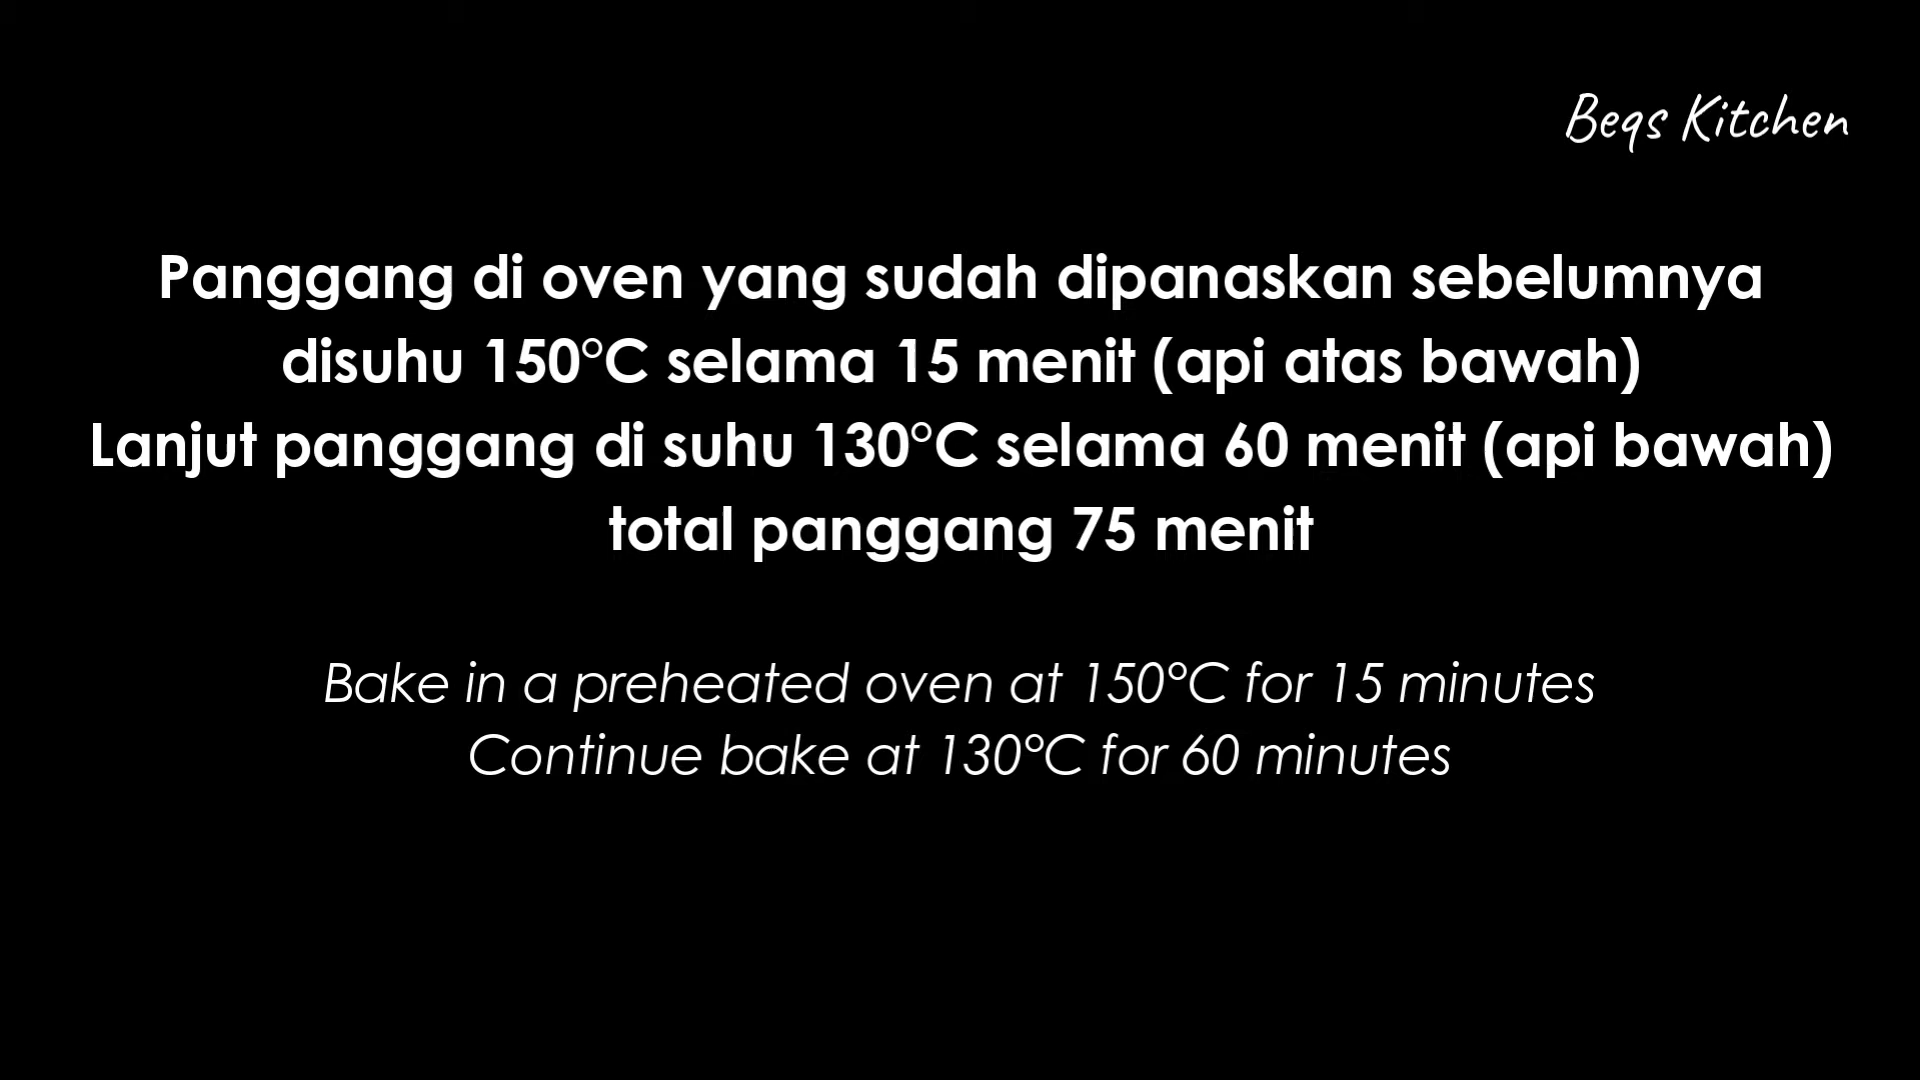 Beqs Kitchen
Panggang di oven yang sudah dipanaskan sebelumnya
disuhu 150°C selama 15 menit (api atas bawah)
Lanjut panggang di suhu 130°C selama 60 menit (api bawah)
total panggang 75 menit
Bake in a preheated oven at 150°C for 15 minutes
Continue bake at 130°C for 60 minutes